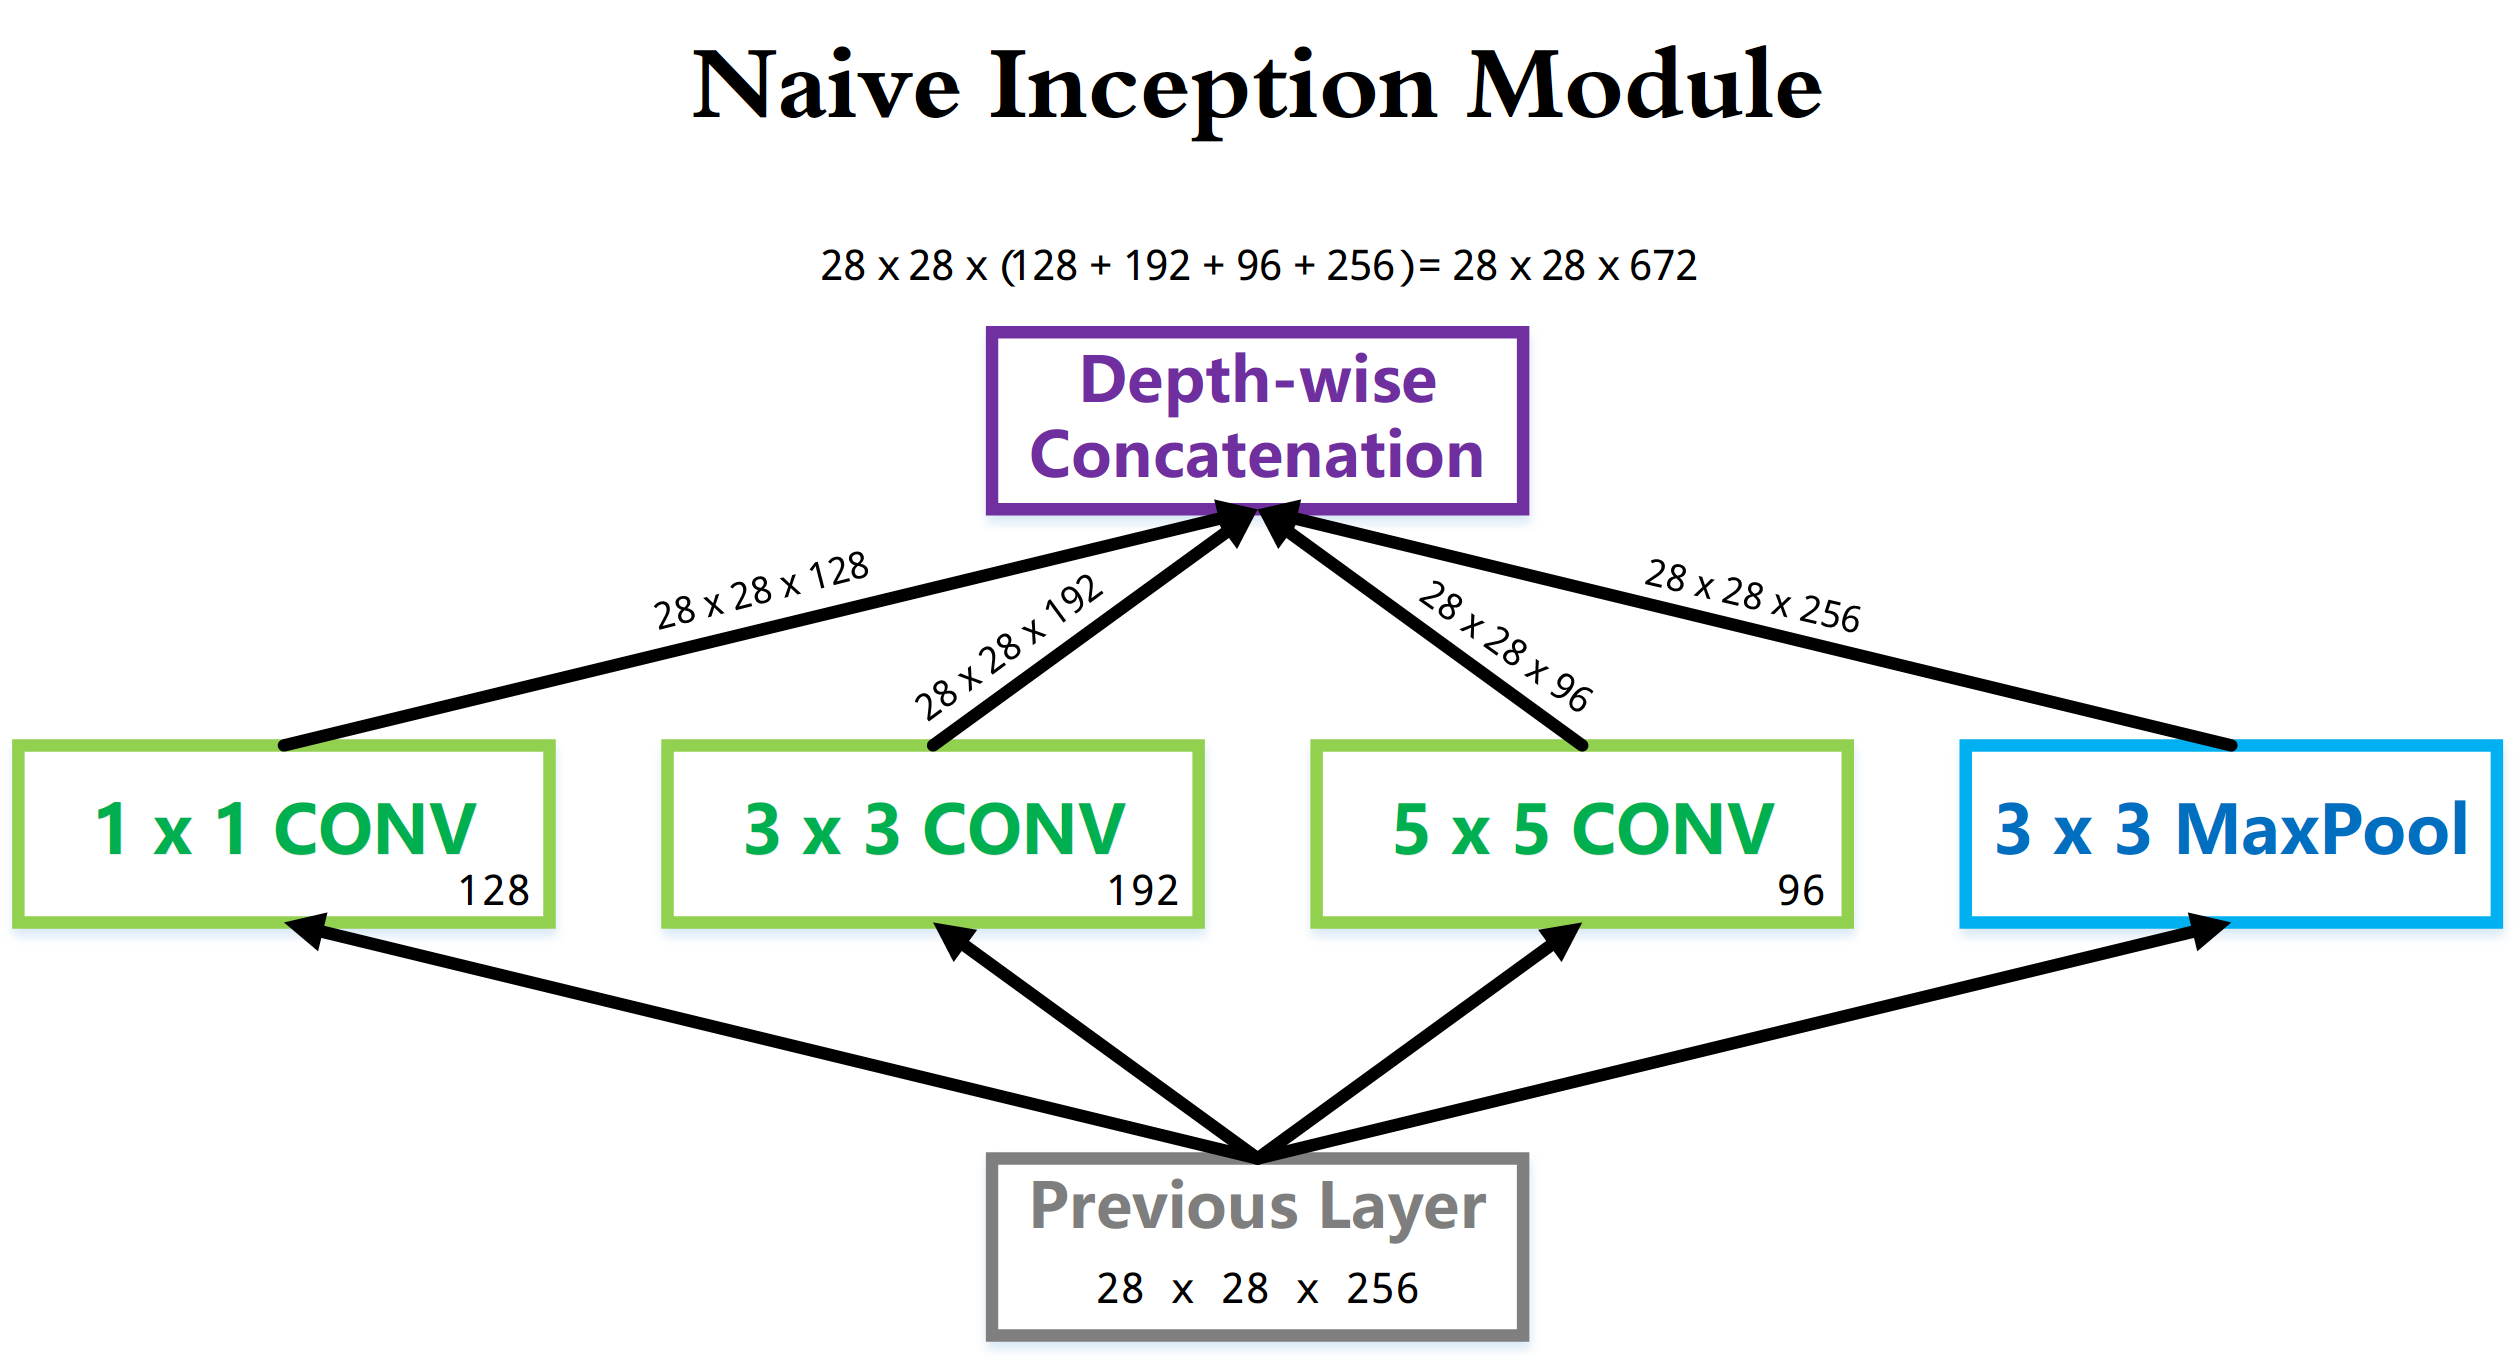 Naive Inception Module
28 x 28 x (128 + 192 + 96 + 256) = 28 x 28 x 672
Depth-wise
Concatenation
28 x 28 x 128
28 x 28 x 192
28 x 28 x 96
28 x 28 x 256
1 x 1 CONV
128
3 x 3 CONV
192
5 x 5 CONV
96
3 x 3 MaxPool
Previous Layer
28 x 28 x 256